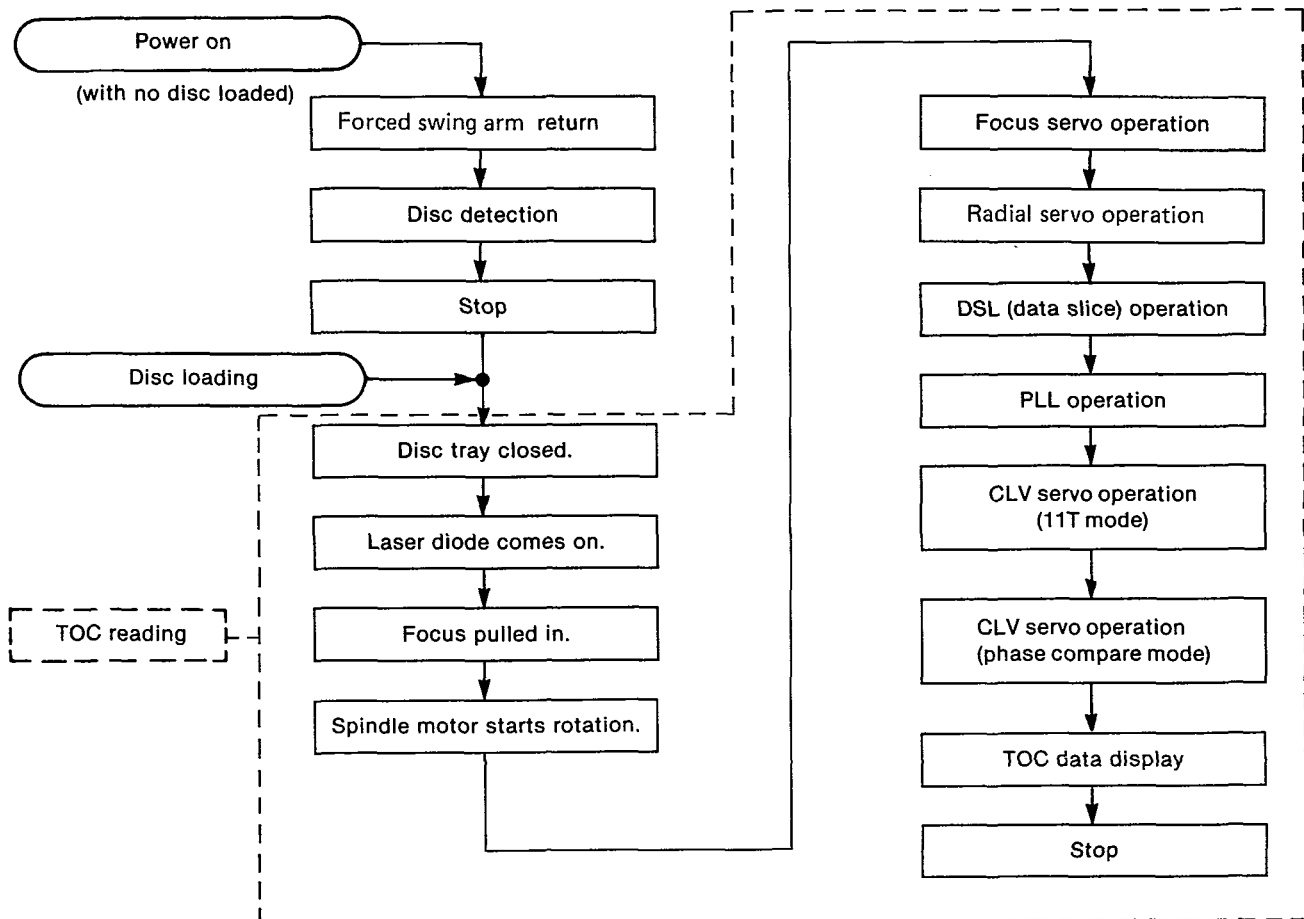 Power on
(with no disc loaded)
Forced swing arm return
Disc detection
Stop
Disc loading
Disc tray closed.
Laser diode comes on.
Focus pulled in.
TOC reading
Spindle motor starts rotation.
Focus servo operation
Radial servo operation
DSL (data slice) operation
PLL operation
CLV servo operation
(11T mode)
CLV servo operation
(phase compare mode)
TOC data display
Stop